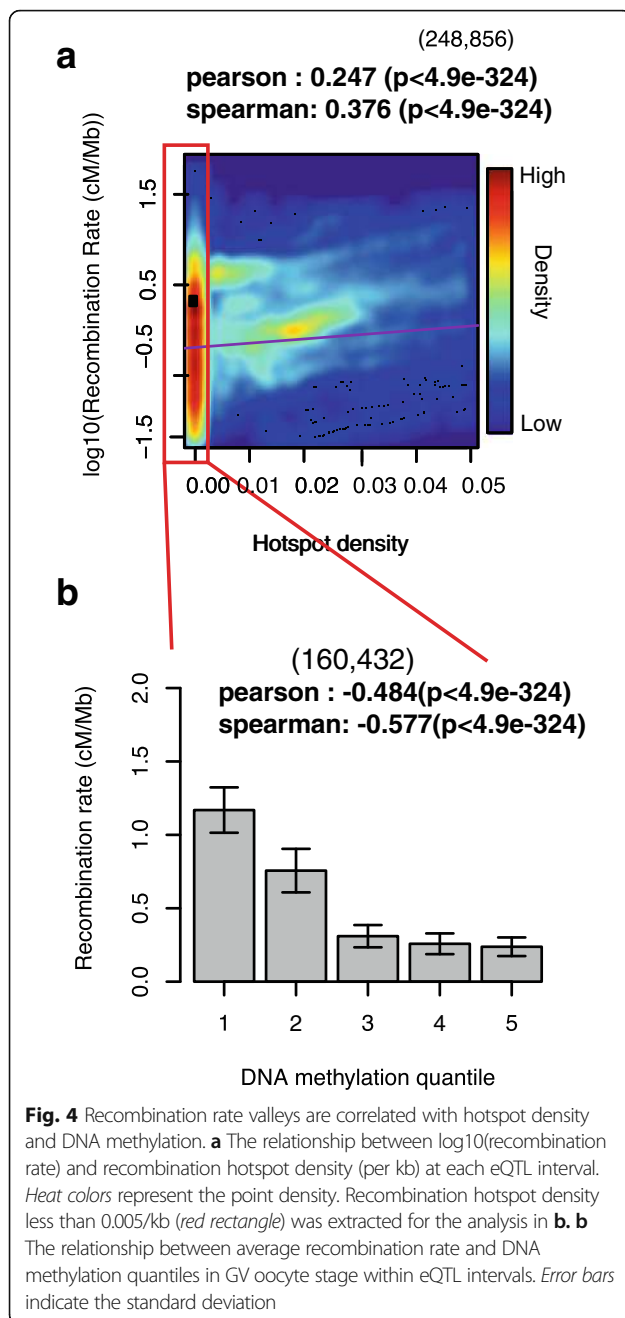 (248,856)
a
pearson : 0.247 (p<4.9e-324)
spearman: 0.376 (p<4.9e-324)
log10(Recombination Rate (cM/Mb))
1.5
0.5
−0.5
−1.5
High
Density
Low
0.00 0.01 0.02 0.03 0.04 0.05
Hotspot density
b
(160,432)
pearson : -0.484(p<4.9e-324)
spearman: -0.577(p<4.9e-324)
Recombination rate (cM/Mb)
2.0
1.5
1.0
0.5
0.0
1 2 3 4 5
DNA methylation quantile
Fig. 4 Recombination rate valleys are correlated with hotspot density
and DNA methylation. a The relationship between log10(recombination
rate) and recombination hotspot density (per kb) at each eQTL interval.
Heat colors represent the point density. Recombination hotspot density
less than 0.005/kb (red rectangle) was extracted for the analysis in b. b
The relationship between average recombination rate and DNA
methylation quantiles in GV oocyte stage within eQTL intervals. Error bars
indicate the standard deviation